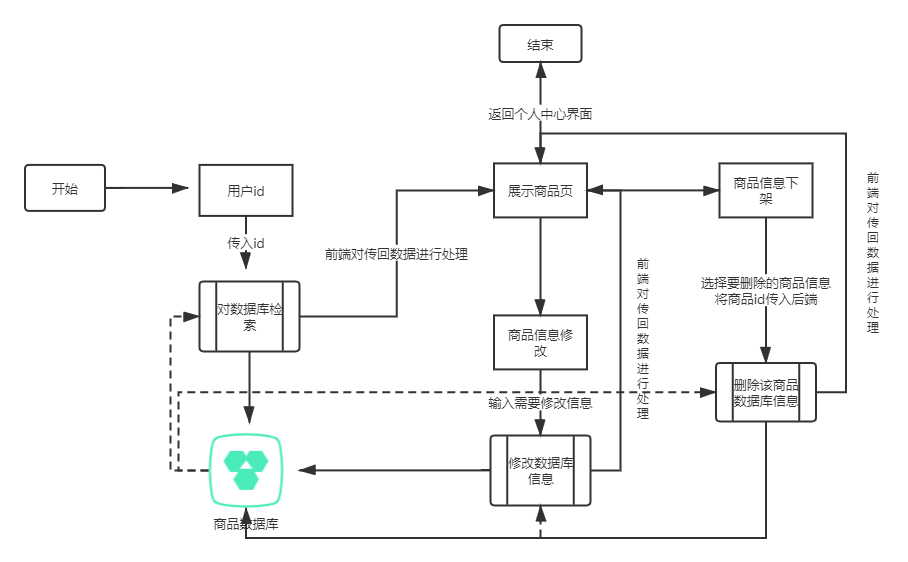 结束
返回个人中心界面
开始
用户id
展示商品页
商品信息下
架
前端对传回数据进行处理
传入id
前端对传回数据进行处理
前端对传回数据进行处理
选择要删除的商品信息
将商品id传入后端
对数据库检
索
商品信息修
改
删除该商品
数据库信息
输入需要修改信息
修改数据库
信息
商品数据库